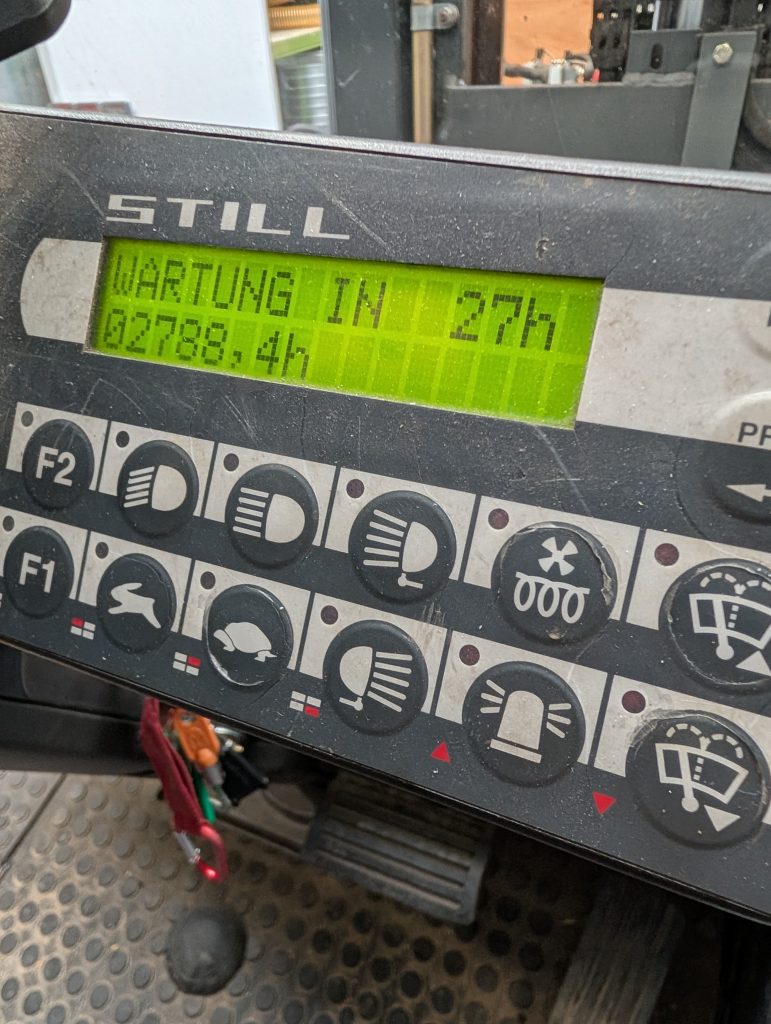 STILL
WARTUNG IN 27h
02788,4h
F2
F1